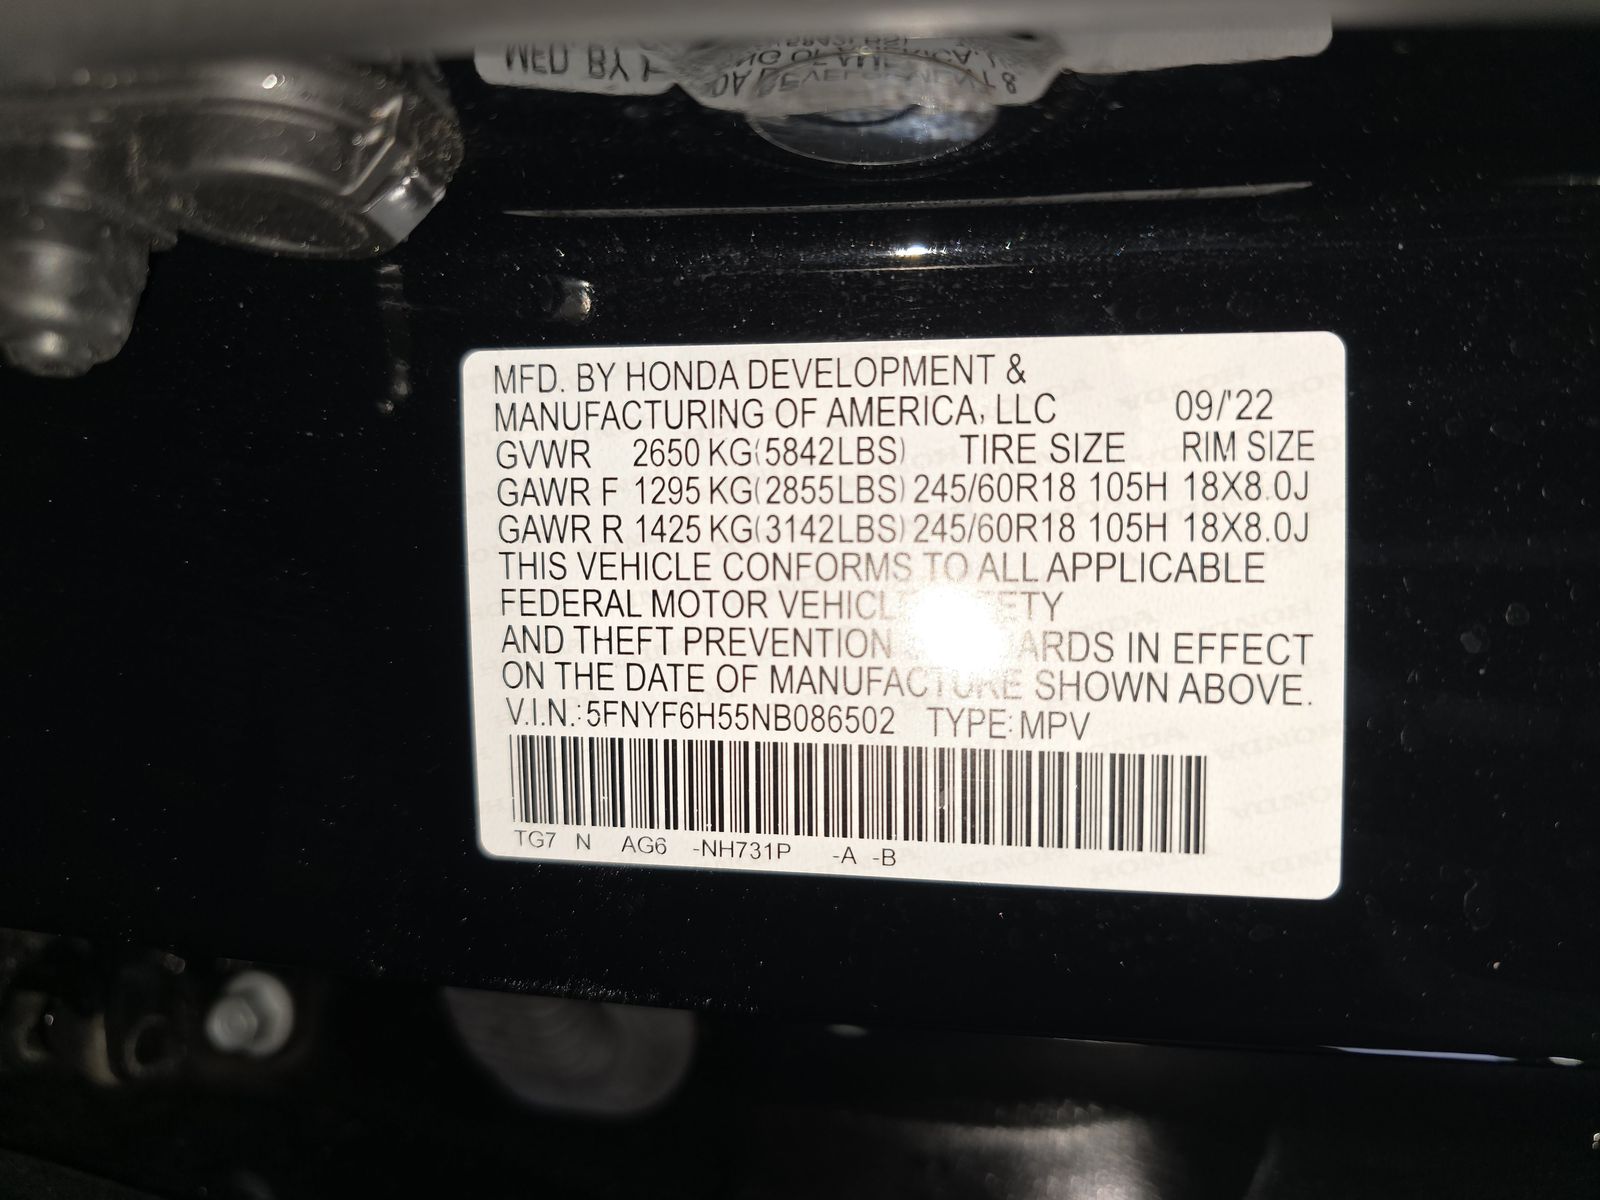 MFD. BY HONDA DEVELOPMENT &
MANUFACTURING OF AMERICA, LLC 09/'22
GVWR 2650 KG(5842LBS) TIRE SIZE RIM SIZE
GAWR F 1295 KG(2855LBS) 245/60R18 105H 18X8.0J
GAWR R 1425 KG(3142LBS) 245/60R18 105H 18X8.0J
THIS VEHICLE CONFORMS TO ALL APPLICABLE
FEDERAL MOTOR
AND THEFT PREVENTION IN EFFECT
ON THE DATE OF MANUFACTURE SHOWN ABOVE.
V.I.N.: 5FNYF6H55NB086502 TYPE: MPV
TG7 N AG6 -NH731P -A -B